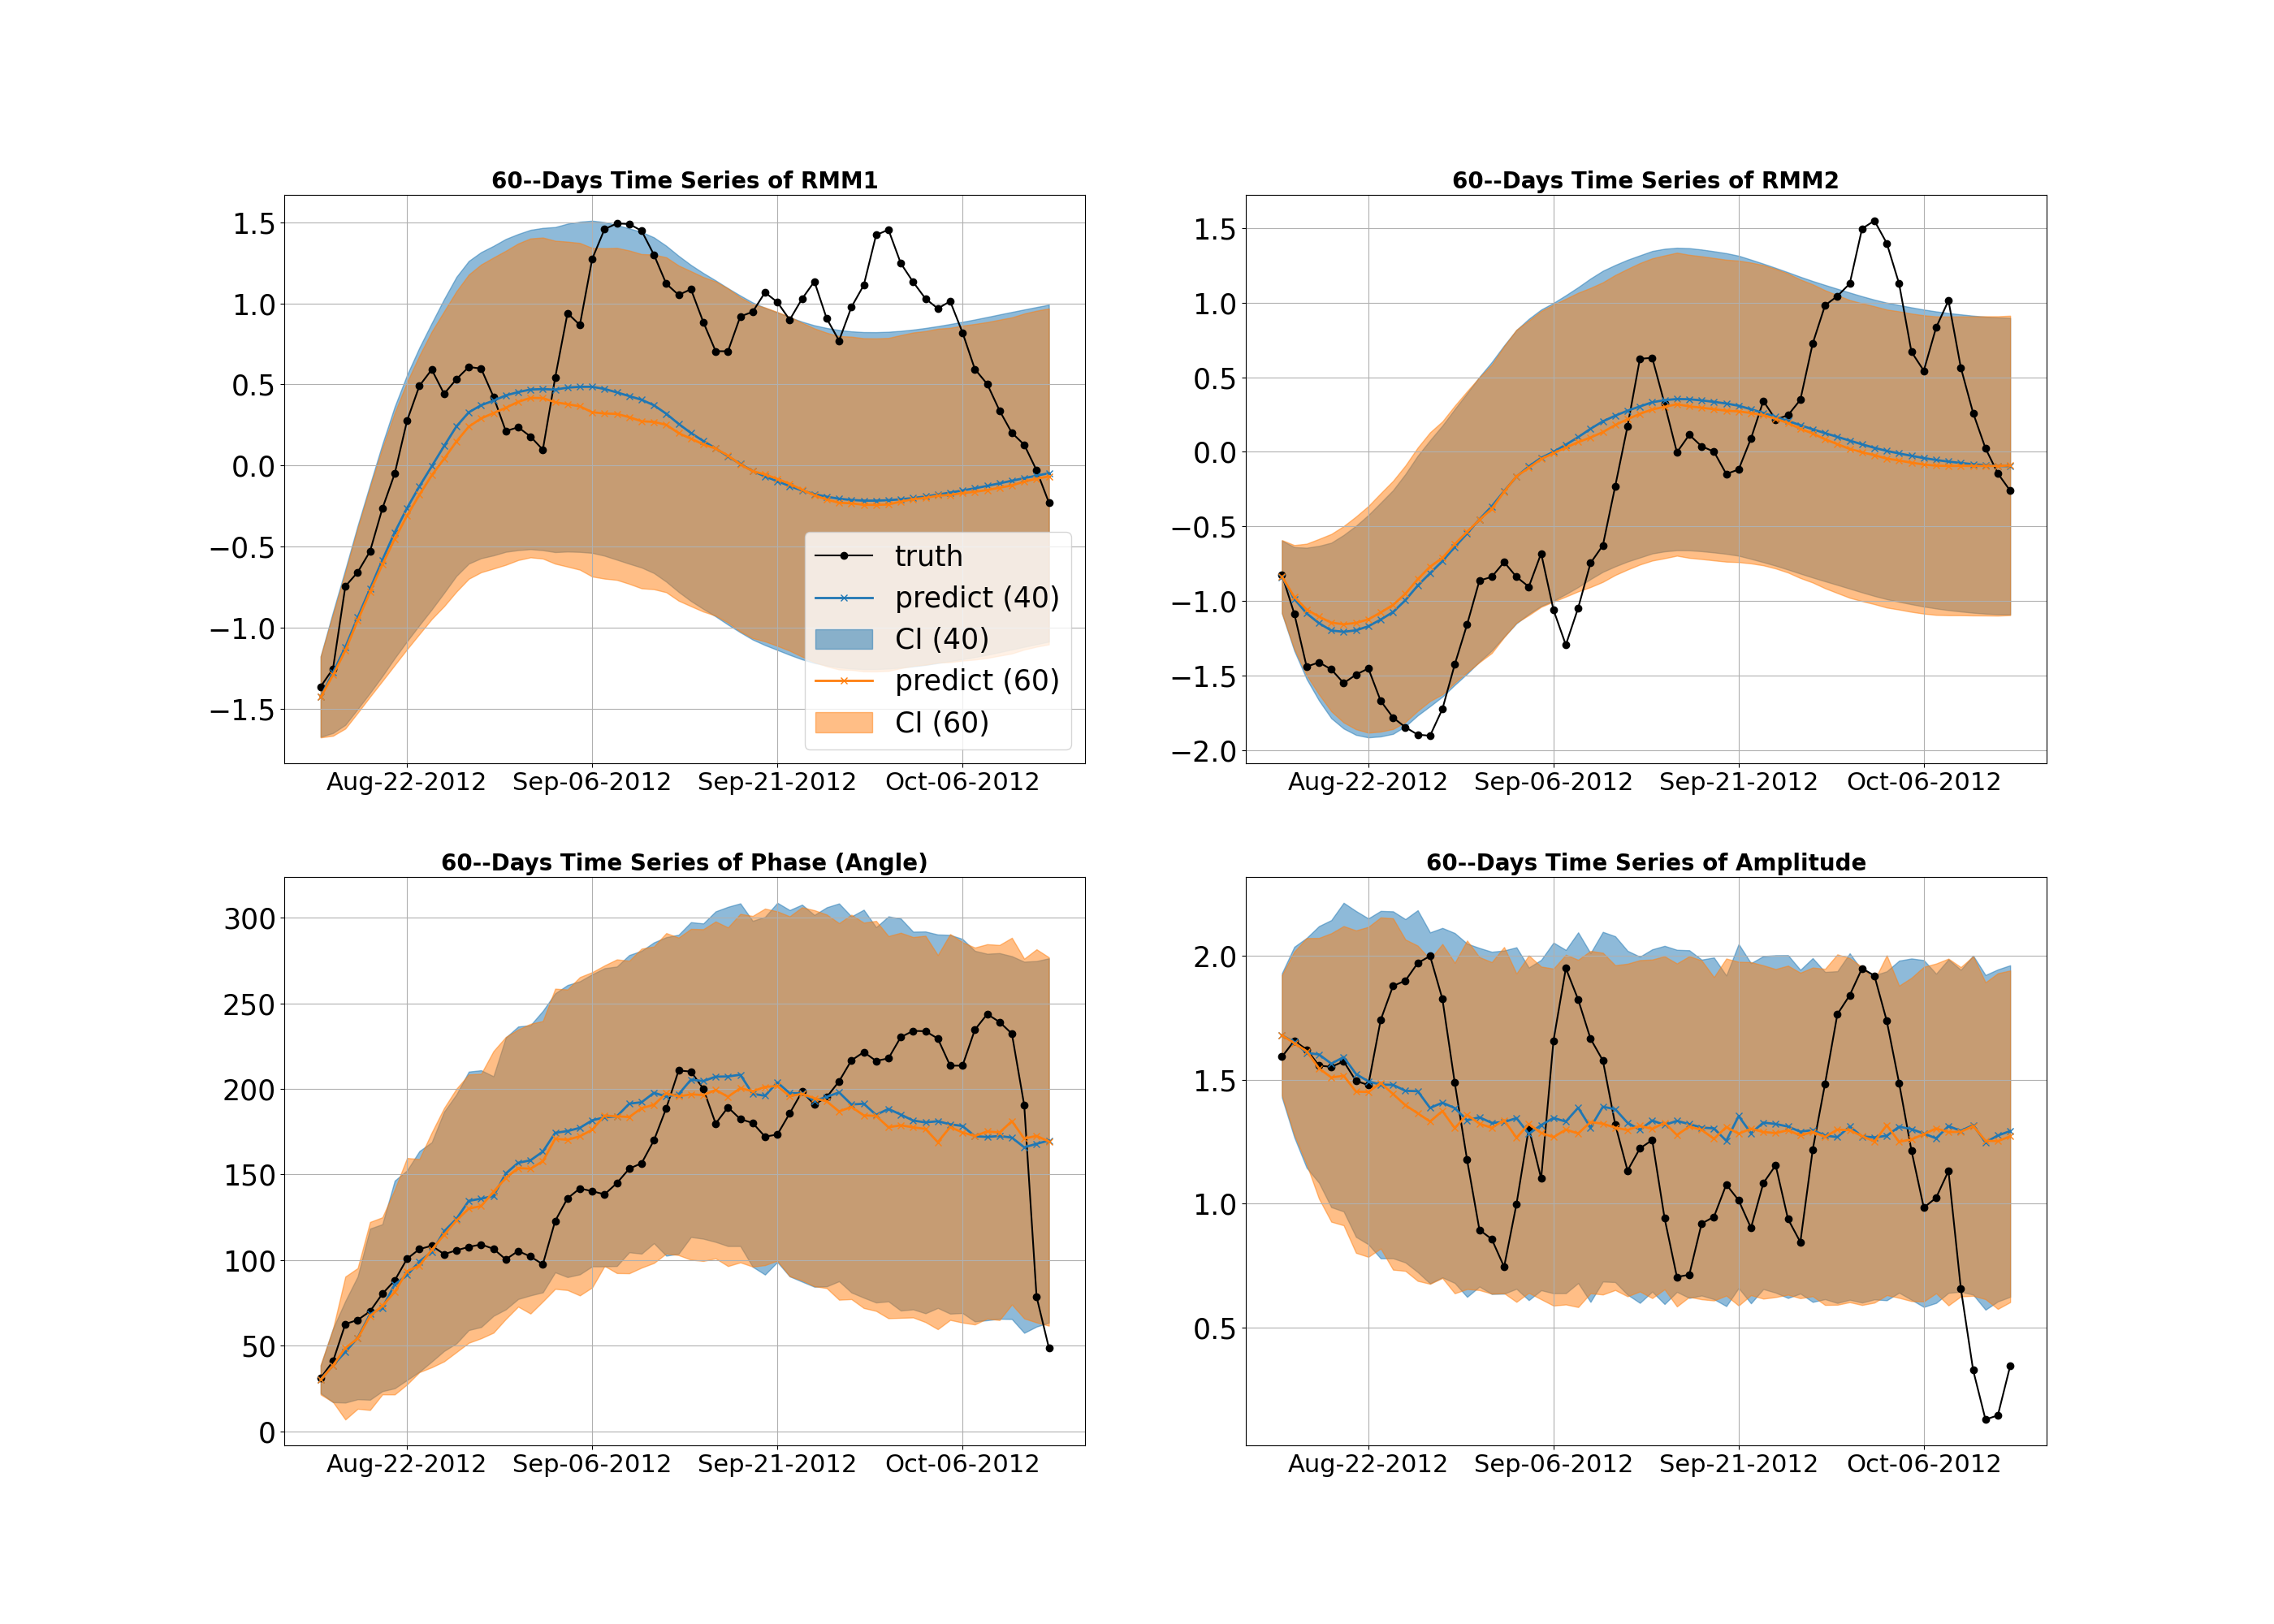 60--Days Time Series of RMM1
1.5
1.0
0.5
0.0
−0.5
−1.0
−1.5
truth
predict (40)
CI (40)
predict (60)
CI (60)
Aug-22-2012 Sep-06-2012 Sep-21-2012 Oct-06-2012
60--Days Time Series of RMM2
1.5
1.0
0.5
0.0
−0.5
−1.0
−1.5
−2.0
Aug-22-2012 Sep-06-2012 Sep-21-2012 Oct-06-2012
60--Days Time Series of Phase (Angle)
300
250
200
150
100
50
0
Aug-22-2012 Sep-06-2012 Sep-21-2012 Oct-06-2012
60--Days Time Series of Amplitude
2.0
1.5
1.0
0.5
Aug-22-2012 Sep-06-2012 Sep-21-2012 Oct-06-2012